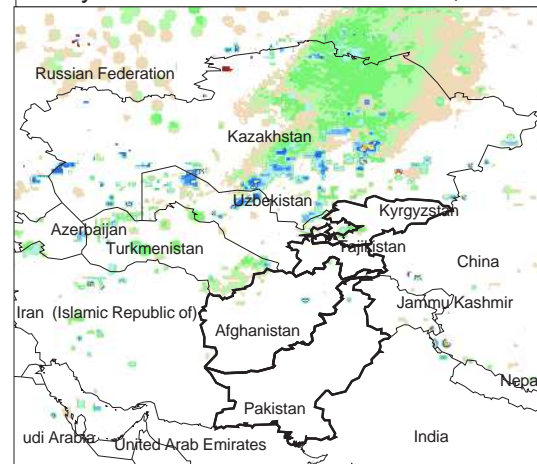 Russian Federation
Kazakhstan
Uzbekistan
Kyrgyzstan
Azerbaijan
Turkmenistan
Tajikistan
China
Iran (Islamic Republic of)
Jammu/Kashmir
Afghanistan
Nepa
Pakistan
udi Arabia
United Arab Emirates
India